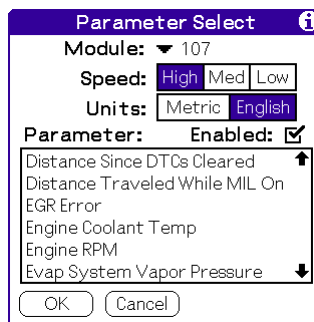 Parameter Select i
Module: 107
Speed: High Med Low
Units: Metric English
Parameter: Enabled:
Distance Since DTCs Cleared
Distance Traveled While MIL On
EGR Error
Engine Coolant Temp
Engine RPM
Evap System Vapor Pressure
OK Cancel